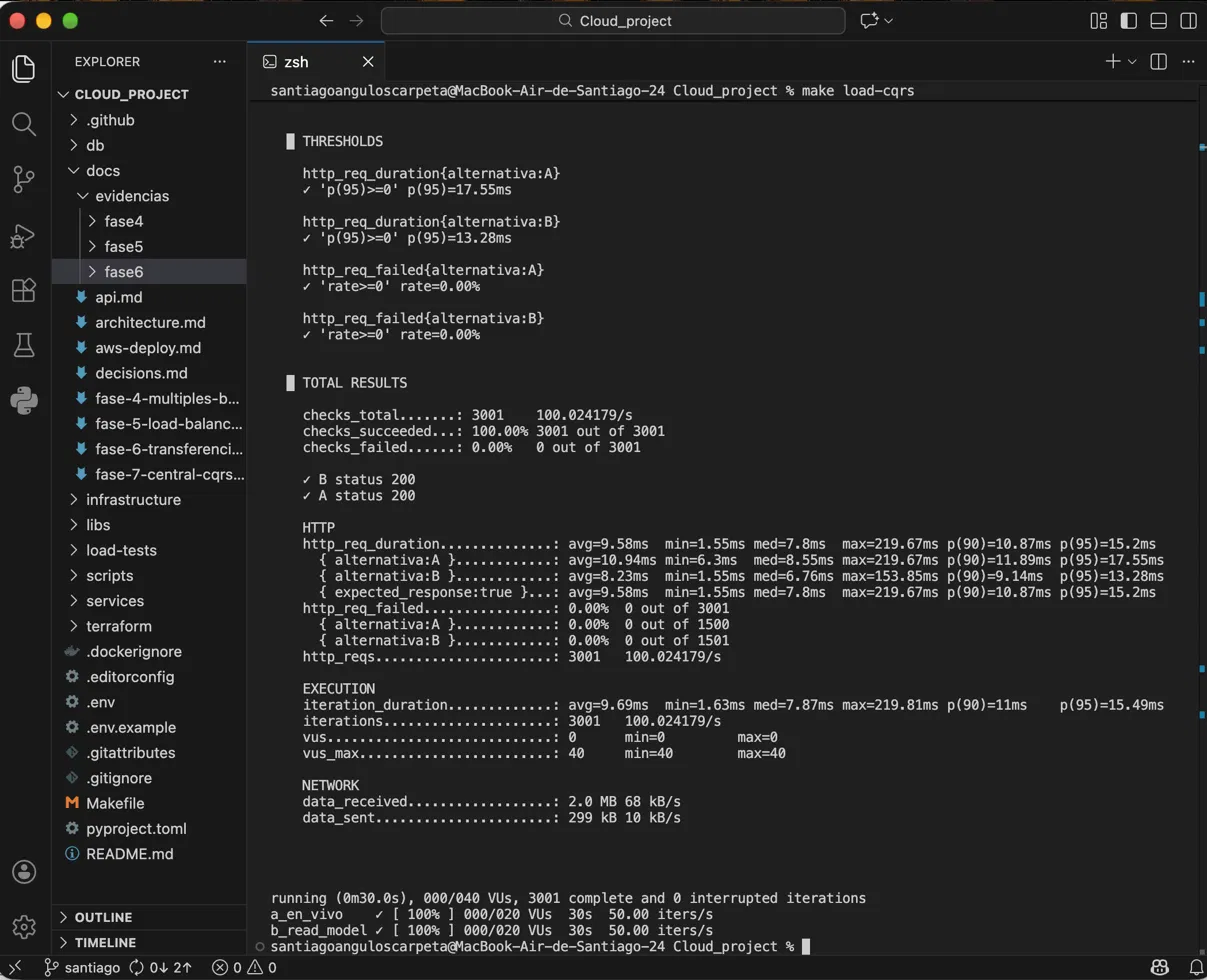 Cloud_project
EXPLORER
zsh
CLOUD_PROJECT
.github
db
docs
evidencias
fase4
fase5
fase6
api.md
architecture.md
aws-deploy.md
decisions.md
fase-4-multiples-b...
fase-5-load-balanc...
fase-6-transferenci...
fase-7-central-cqrs...
infrastructure
libs
load-tests
scripts
services
terraform
.dockerignore
.editorconfig
.env
.env.example
.gitattributes
.gitignore
Makefile
pyproject.toml
README.md
OUTLINE
TIMELINE
santiagoanguloscarpeta@MacBook-Air-de-Santiago-24 Cloud_project % make load-cqrs
█ THRESHOLDS
http_req_duration{alternativa:A}
✓ 'p(95)>=0' p(95)=17.55ms
http_req_duration{alternativa:B}
✓ 'p(95)>=0' p(95)=13.28ms
http_req_failed{alternativa:A}
✓ 'rate>=0' rate=0.00%
http_req_failed{alternativa:B}
✓ 'rate>=0' rate=0.00%
█ TOTAL RESULTS
checks_total.......: 3001    100.024179/s
checks_succeeded...: 100.00% 3001 out of 3001
checks_failed......: 0.00%   0 out of 3001
✓ B status 200
✓ A status 200
HTTP
http_req_duration..............: avg=9.58ms  min=1.55ms med=7.8ms  max=219.67ms p(90)=10.87ms p(95)=15.2ms
{ alternativa:A }............: avg=10.94ms min=6.3ms  med=8.55ms max=219.67ms p(90)=11.89ms p(95)=17.55ms
{ alternativa:B }............: avg=8.23ms  min=1.55ms med=6.76ms max=153.85ms p(90)=9.14ms  p(95)=13.28ms
{ expected_response:true }...: avg=9.58ms  min=1.55ms med=7.8ms  max=219.67ms p(90)=10.87ms p(95)=15.2ms
http_req_failed................: 0.00%  0 out of 3001
{ alternativa:A }............: 0.00%  0 out of 1500
{ alternativa:B }............: 0.00%  0 out of 1501
http_reqs......................: 3001   100.024179/s
EXECUTION
iteration_duration.............: avg=9.69ms  min=1.63ms med=7.87ms max=219.81ms p(90)=11ms    p(95)=15.49ms
iterations.....................: 3001   100.024179/s
vus............................: 0      min=0         max=0
vus_max........................: 40     min=40        max=40
NETWORK
data_received..................: 2.0 MB 68 kB/s
data_sent......................: 299 kB 10 kB/s
running (0m30.0s), 000/040 VUs, 3001 complete and 0 interrupted iterations
a_en_vivo    ✓ [ 100% ] 000/020 VUs  30s  50.00 iters/s
b_read_model ✓ [ 100% ] 000/020 VUs  30s  50.00 iters/s
santiagoanguloscarpeta@MacBook-Air-de-Santiago-24 Cloud_project %
santiago 0↓ 2↑ 0 0